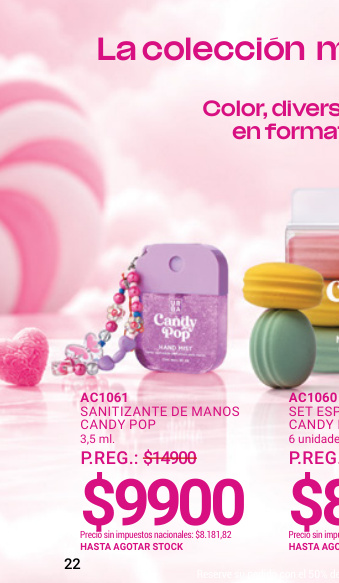 La colección m
Color, divers
en forma
URBA
Candy
Pop
HAND MIST
AC1061
SANITIZANTE DE MANOS
CANDY POP
3,5 ml.
P.REG.: $14900
$9900
Precio sin impuestos nacionales: $8.181,82
HASTA AGOTAR STOCK
AC1060
SET ESP
CANDY
6 unidade
P.REG.
$8
Precio sin impu
HASTA AGO
22